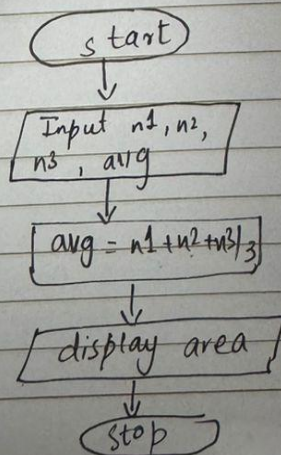 start
Input n1, n2,
n3, avg
avg = n1+n2+n3/3
display area
stop